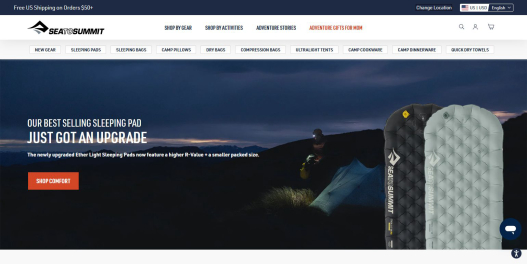 Free US Shipping on Orders $50+
Change Location
US | USD
English
SEA TO SUMMIT
SHOP BY GEAR
SHOP BY ACTIVITIES
ADVENTURE STORIES
ADVENTURE GIFTS FOR MOM
NEW GEAR
SLEEPING PADS
SLEEPING BAGS
CAMP PILLOWS
DRY BAGS
COMPRESSION BAGS
ULTRALIGHT TENTS
CAMP COOKWARE
CAMP DINNERWARE
QUICK DRY TOWELS
OUR BEST SELLING SLEEPING PAD
JUST GOT AN UPGRADE
The newly upgraded Ether Light Sleeping Pads now feature a higher R-Value + a smaller packed size.
SHOP COMFORT
SEA TO SUMMIT